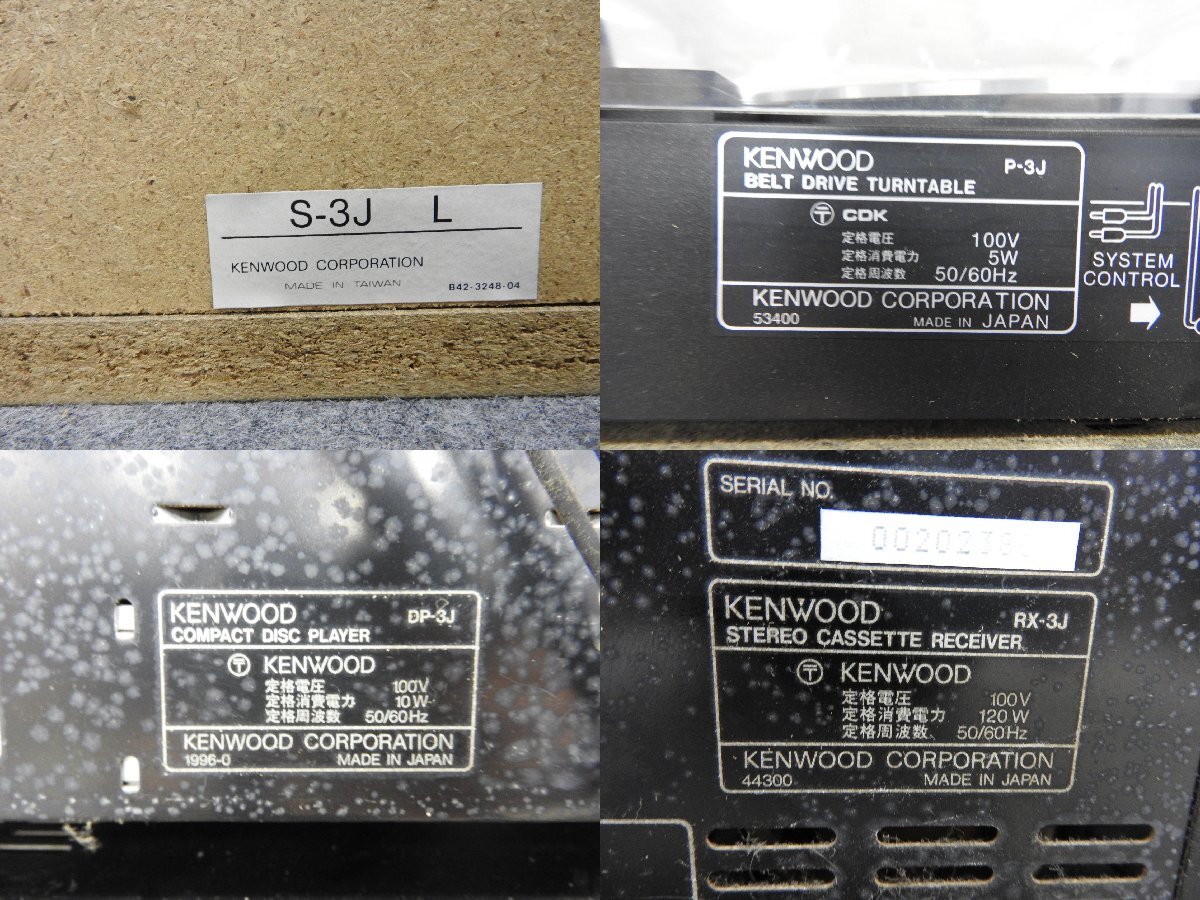 S-3J L
KENWOOD CORPORATION
MADE IN TAIWAN B42-3248-04
KENWOOD P-3J
BELT DRIVE TURNTABLE
〒 CDK
定格電圧 100V
定格消費電力 5W
定格周波数 50/60Hz
KENWOOD CORPORATION
53400 MADE IN JAPAN
SYSTEM
CONTROL
KENWOOD DP-3J
COMPACT DISC PLAYER
〒 KENWOOD
定格電圧 100V
定格消費電力 10W
定格周波数 50/60Hz
KENWOOD CORPORATION
1996-0 MADE IN JAPAN
SERIAL NO.
KENWOOD RX-3J
STEREO CASSETTE RECEIVER
〒 KENWOOD
定格電圧 100V
定格消費電力 120W
定格周波数 50/60Hz
KENWOOD CORPORATION
44300 MADE IN JAPAN